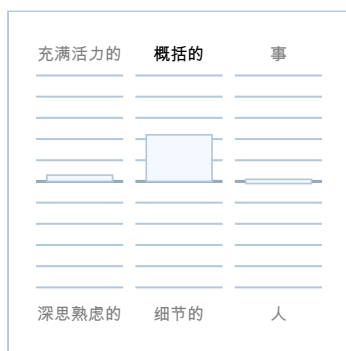 充满活力的 概括的 事
深思熟虑的 细节的 人